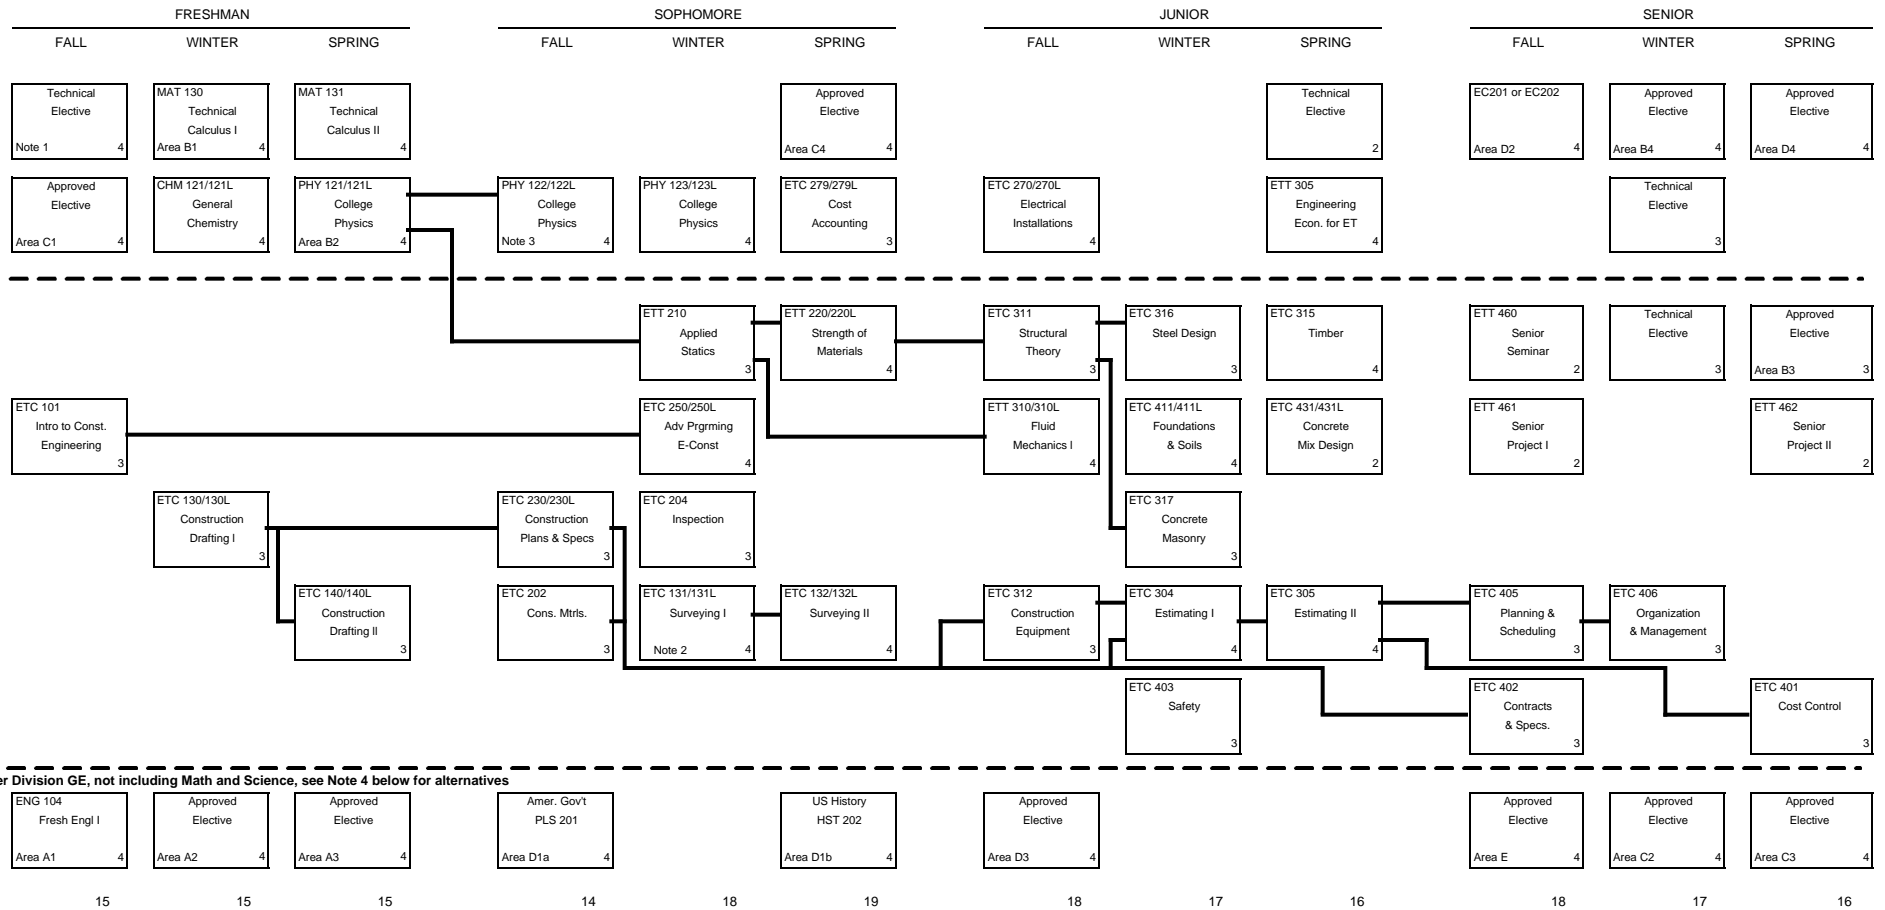 FRESHMAN
SOPHOMORE
JUNIOR
SENIOR
FALL
WINTER
SPRING
FALL
WINTER
SPRING
FALL
WINTER
SPRING
FALL
WINTER
SPRING
Technical
Elective
Note 1 4
MAT 130
Technical
Calculus I
Area B1 4
MAT 131
Technical
Calculus II
4
Approved
Elective
Area C4 4
Technical
Elective
2
EC201 or EC202
Area D2 4
Approved
Elective
Area B4 4
Approved
Elective
Area D4 4
Approved
Elective
Area C1 4
CHM 121/121L
General
Chemistry
4
PHY 121/121L
College
Physics
Area B2 4
PHY 122/122L
College
Physics
Note 3 4
PHY 123/123L
College
Physics
4
ETC 279/279L
Cost
Accounting
3
ETC 270/270L
Electrical
Installations
4
ETT 305
Engineering
Econ. for ET
4
Technical
Elective
3
ETT 210
Applied
Statics
3
ETT 220/220L
Strength of
Materials
4
ETC 311
Structural
Theory
3
ETC 316
Steel Design
3
ETC 315
Timber
4
ETT 460
Senior
Seminar
2
Technical
Elective
3
Approved
Elective
Area B3 3
ETC 101
Intro to Const.
Engineering
3
ETC 250/250L
Adv Prgrming
E-Const
4
ETT 310/310L
Fluid
Mechanics I
4
ETC 411/411L
Foundations
& Soils
4
ETC 431/431L
Concrete
Mix Design
2
ETT 461
Senior
Project I
2
ETT 462
Senior
Project II
2
ETC 130/130L
Construction
Drafting I
3
ETC 230/230L
Construction
Plans & Specs
3
ETC 204
Inspection
3
ETC 317
Concrete
Masonry
3
ETC 140/140L
Construction
Drafting II
3
ETC 202
Cons. Mtrls.
3
ETC 131/131L
Surveying I
Note 2 4
ETC 132/132L
Surveying II
4
ETC 312
Construction
Equipment
3
ETC 304
Estimating I
4
ETC 305
Estimating II
4
ETC 405
Planning &
Scheduling
3
ETC 406
Organization
& Management
3
ETC 403
Safety
3
ETC 402
Contracts
& Specs.
3
ETC 401
Cost Control
3
er Division GE, not including Math and Science, see Note 4 below for alternatives
ENG 104
Fresh Engl I
Area A1 4
Approved
Elective
Area A2 4
Approved
Elective
Area A3 4
Amer. Gov't
PLS 201
Area D1a 4
US History
HST 202
Area D1b 4
Approved
Elective
Area D3 4
Approved
Elective
Area E 4
Approved
Elective
Area C2 4
Approved
Elective
Area C3 4
15 15 15 14 18 19 18 17 16 18 17 16